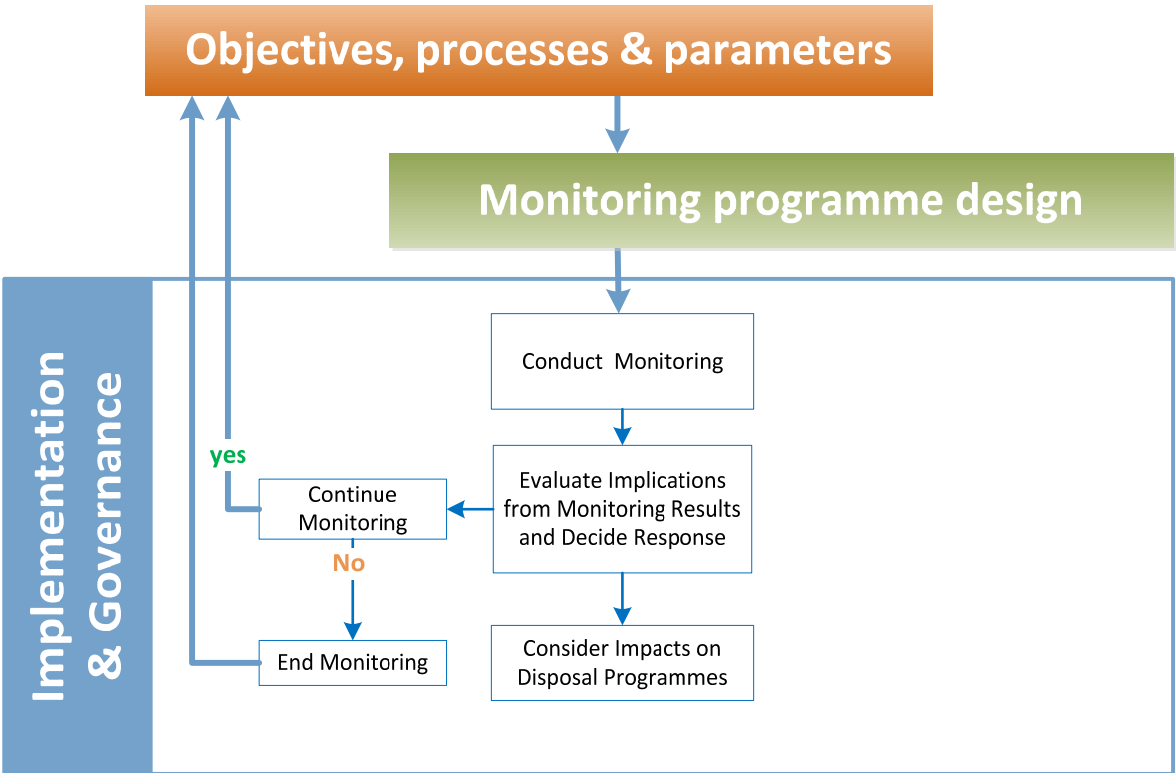 Objectives, processes & parameters
Monitoring programme design
Implementation
& Governance
Conduct Monitoring
yes
Continue
Monitoring
Evaluate Implications
from Monitoring Results
and Decide Response
No
End Monitoring
Consider Impacts on
Disposal Programmes